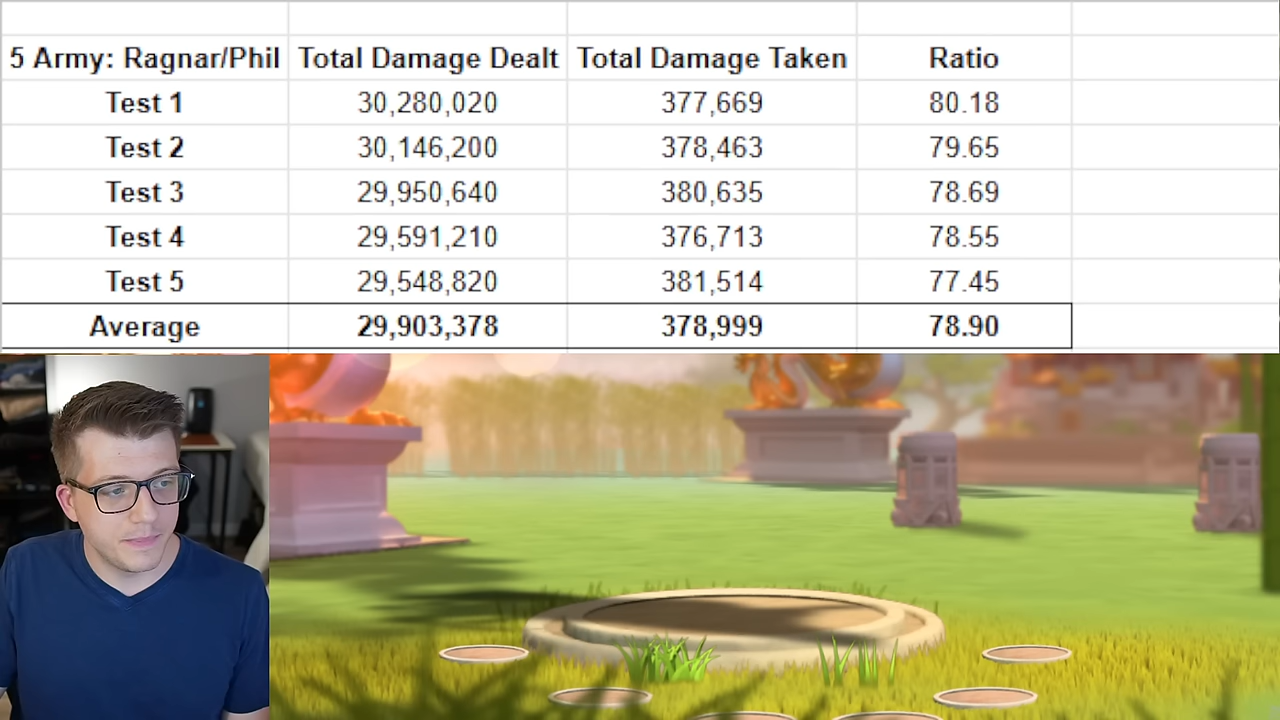 5 Army: Ragnar/Phil Total Damage Dealt Total Damage Taken Ratio
Test 1 30,280,020 377,669 80.18
Test 2 30,146,200 378,463 79.65
Test 3 29,950,640 380,635 78.69
Test 4 29,591,210 376,713 78.55
Test 5 29,548,820 381,514 77.45
Average 29,903,378 378,999 78.90